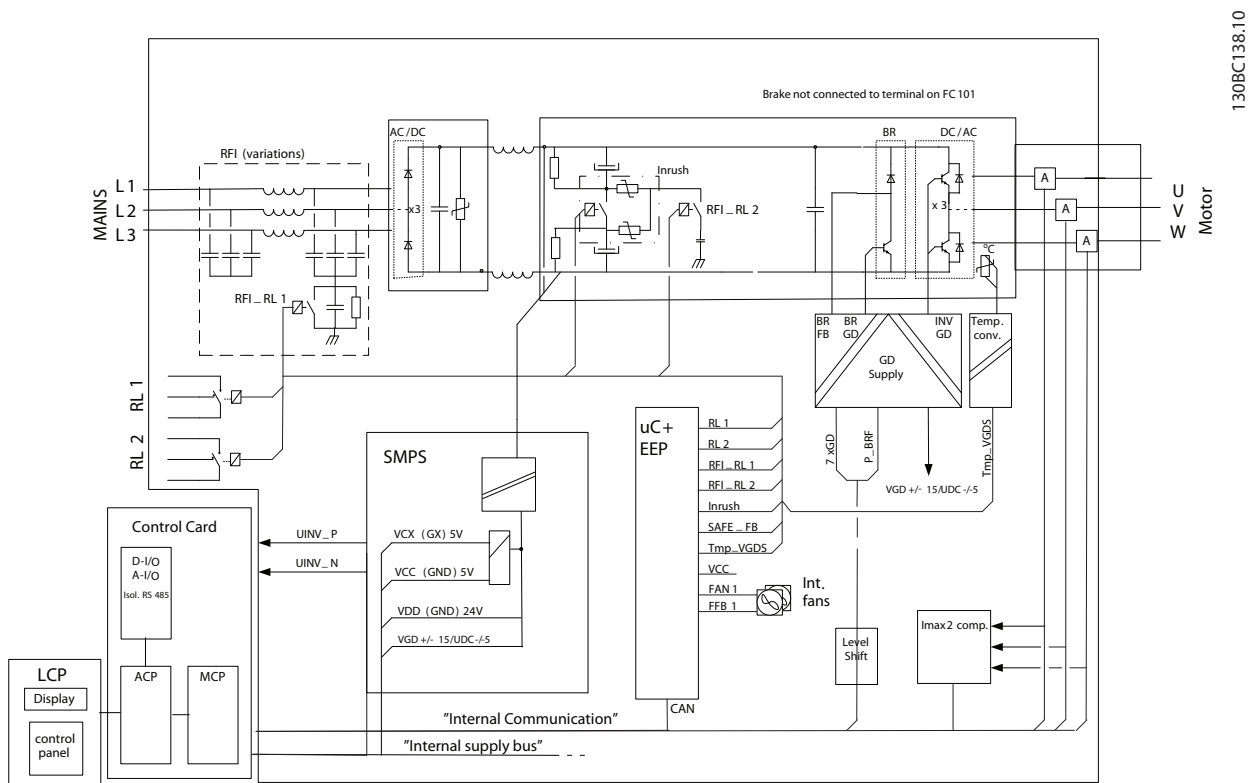 130BC138.10
Brake not connected to terminal on FC 101
AC/DC
BR
DC/AC
RFI (variations)
Inrush
MAINS
L1
L2
L3
x3
RFI_RL 2
x 3
A
A
A
U
V
W
Motor
°C
RFI_RL 1
BR FB
BR GD
INV GD
Temp. conv.
GD Supply
RL 1
RL 2
7 xGD
P_BRF
VGD +/- 15/UDC -/-5
Tmp_VGDS
uC+ EEP
RL 1
RL 2
RFI_RL 1
RFI_RL 2
Inrush
SAFE_FB
Tmp_VGDS
VCC
FAN 1
FFB 1
CAN
Int. fans
SMPS
VCX (GX) 5V
VCC (GND) 5V
VDD (GND) 24V
VGD +/- 15/UDC -/-5
UINV_P
UINV_N
Control Card
D-I/O
A-I/O
Isol. RS 485
ACP
MCP
LCP
Display
control panel
Level Shift
Imax2 comp.
"Internal Communication"
"Internal supply bus"